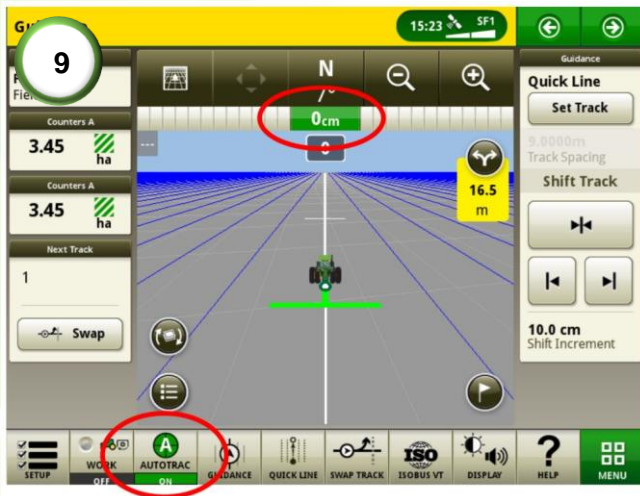 9
15:23 SF1
Counters A
3.45 ha
Counters A
3.45 ha
Next Track
1
Swap
N
0cm
0
---
16.5
m
Guidance
Quick Line
Set Track
9.0000m
Track Spacing
Shift Track
10.0 cm
Shift Increment
SETUP
WORK
OFF
A
AUTOTRAC
ON
GUIDANCE
QUICK LINE
SWAP TRACK
ISO
ISOBUS VT
DISPLAY
?
HELP
MENU